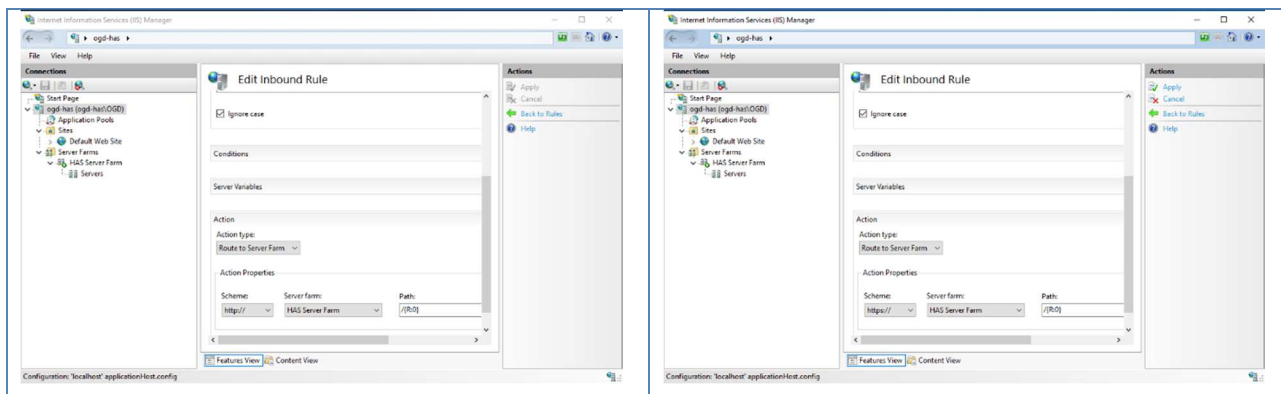 Internet Information Services (IIS) Manager
ogd-has
File View Help
Connections
Start Page
ogd-has (ogd-has\OGD)
Application Pools
Sites
Default Web Site
Server Farms
HAS Server Farm
Servers
Edit Inbound Rule
Ignore case
Conditions
Server Variables
Action
Action type:
Route to Server Farm
Action Properties
Scheme: Server farm: Path:
http:// HAS Server Farm /{R:0}
Features View Content View
Actions
Apply
Cancel
Back to Rules
Help
Configuration: 'localhost' applicationHost.config
Internet Information Services (IIS) Manager
ogd-has
File View Help
Connections
Start Page
ogd-has (ogd-has\OGD)
Application Pools
Sites
Default Web Site
Server Farms
HAS Server Farm
Servers
Edit Inbound Rule
Ignore case
Conditions
Server Variables
Action
Action type:
Route to Server Farm
Action Properties
Scheme: Server farm: Path:
https:// HAS Server Farm /{R:0}
Features View Content View
Actions
Apply
Cancel
Back to Rules
Help
Configuration: 'localhost' applicationHost.config